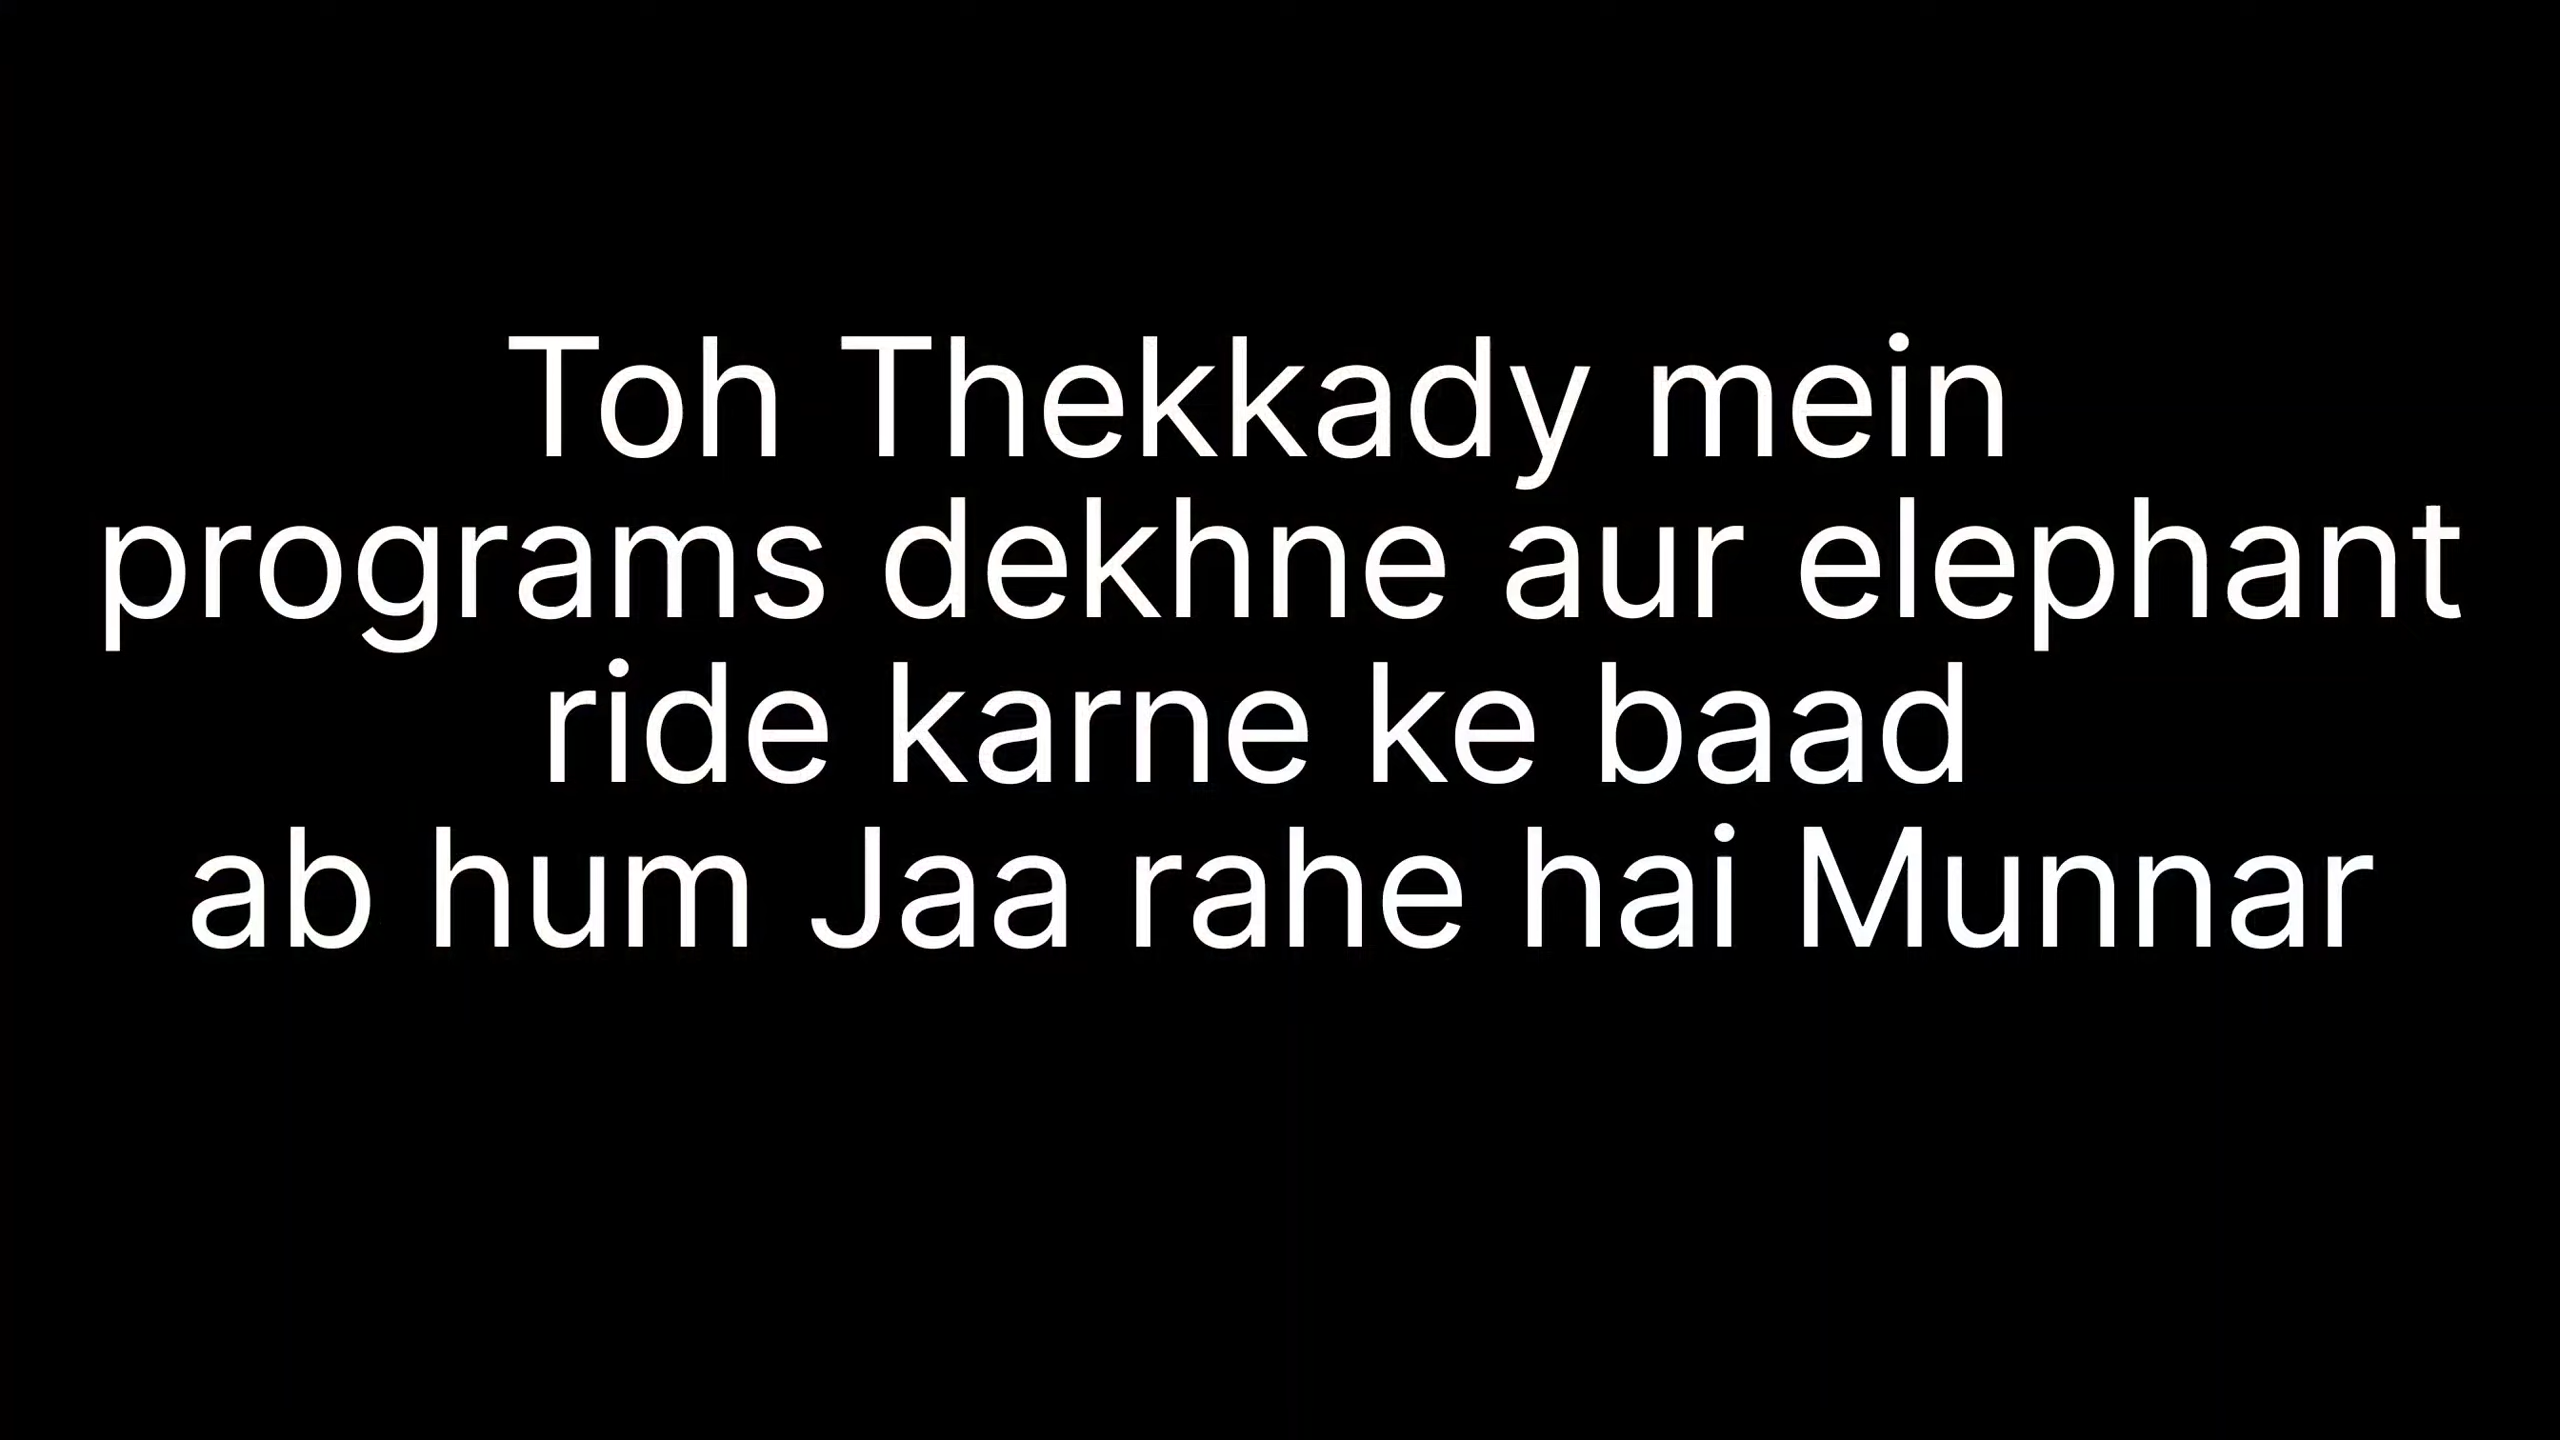 Toh Thekkady mein
programs dekhne aur elephant
ride karne ke baad
ab hum Jaa rahe hai Munnar